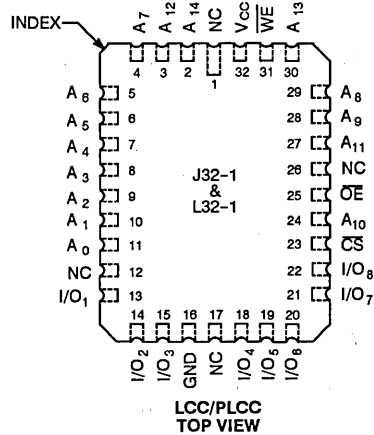 INDEX
A7 A12 A14 NC VCC WE A13
4 3 2 1 32 31 30
A6 5 29 A8
A5 6 28 A9
A4 7 27 A11
A3 8 J32-1 26 NC
&
A2 9 L32-1 25 OE
A1 10 24 A10
A0 11 23 CS
NC 12 22 I/O8
I/O1 13 21 I/O7
14 15 16 17 18 19 20
I/O2 I/O3 GND NC I/O4 I/O5 I/O6
LCC/PLCC
TOP VIEW